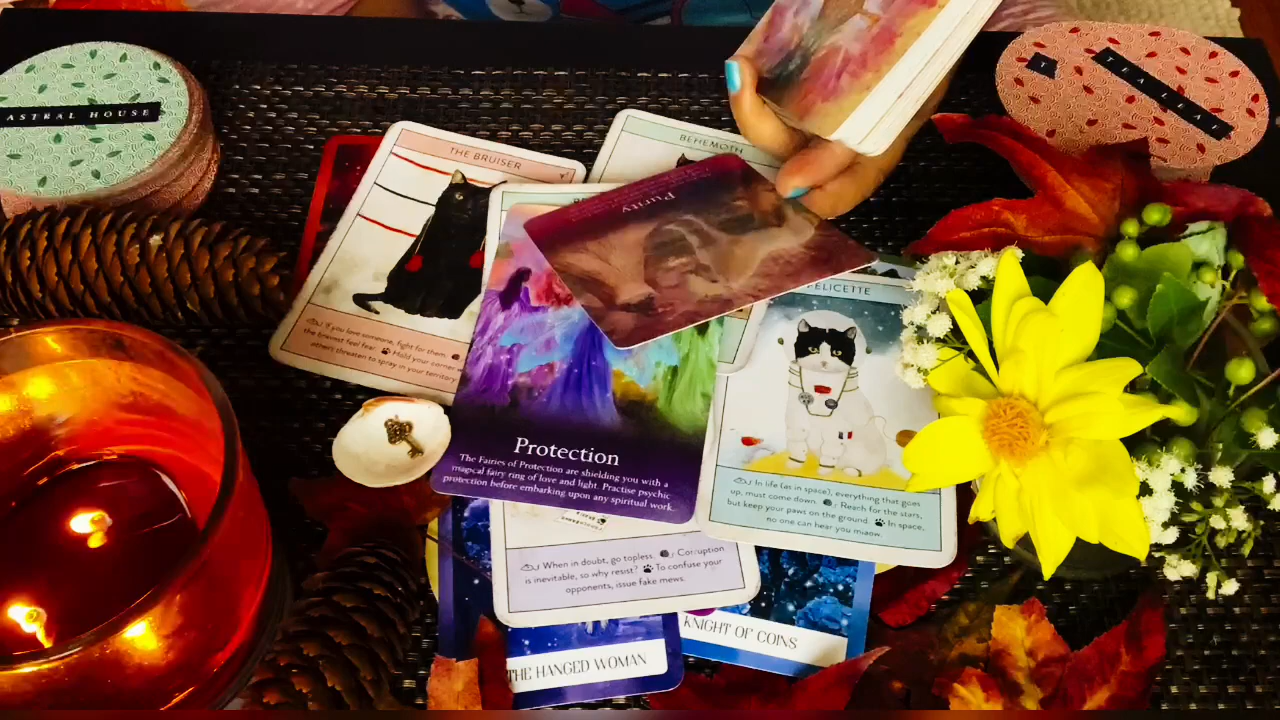 ASTRAL HOUSE
T
TEA LEAF
THE BRUISER
BEHEMOTH
Purity
FELICETTE
If you love someone, fight for them.
the bravest feel fear. Hold your corner
others threaten to spray in your territory
Protection
The Fairies of Protection are shielding you with a
magical fairy ring of love and light. Practise psychic
protection before embarking upon any spiritual work.
In life (as in space), everything that goes
up, must come down. Reach for the stars,
but keep your paws on the ground. In space,
no one can hear you miaow.
When in doubt, go topless. Corruption
is inevitable, so why resist? To confuse your
opponents, issue fake mews.
KNIGHT OF COINS
THE HANGED WOMAN